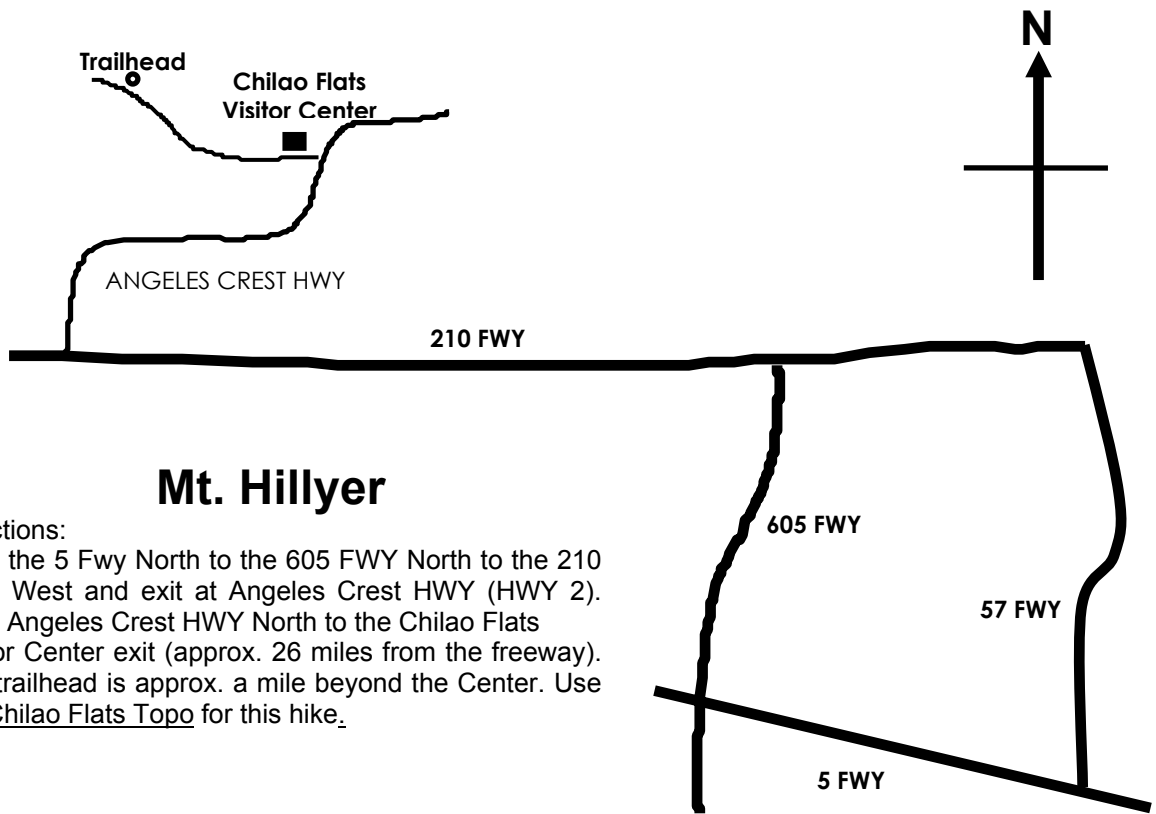 N
Trailhead
Chilao Flats
Visitor Center
ANGELES CREST HWY
210 FWY
Mt. Hillyer
ctions:
the 5 Fwy North to the 605 FWY North to the 210
West and exit at Angeles Crest HWY (HWY 2).
Angeles Crest HWY North to the Chilao Flats
or Center exit (approx. 26 miles from the freeway).
trailhead is approx. a mile beyond the Center. Use
Chilao Flats Topo for this hike.
605 FWY
57 FWY
5 FWY